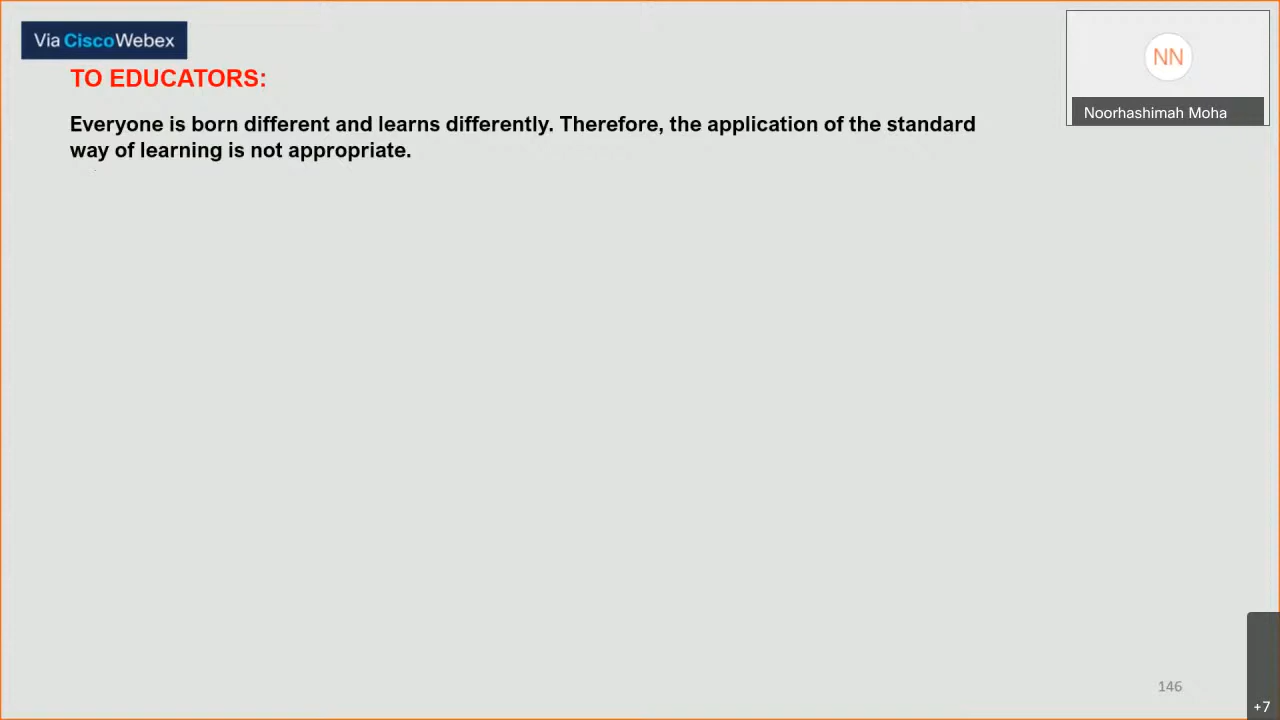 Via CiscoWebex
NN
Noorhashimah Moha
TO EDUCATORS:
Everyone is born different and learns differently. Therefore, the application of the standard
way of learning is not appropriate.
146
+7